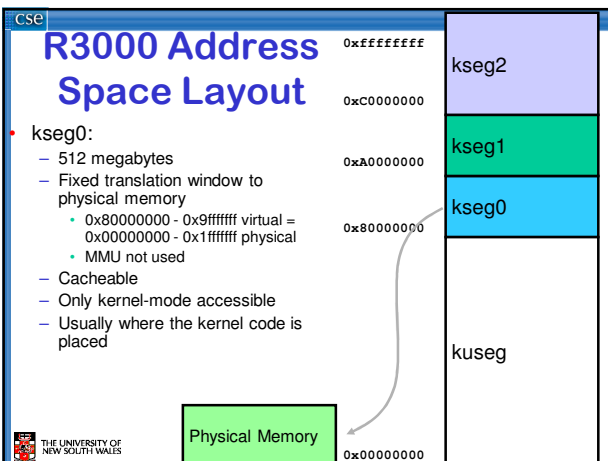 cse
R3000 Address
Space Layout
• kseg0:
– 512 megabytes
– Fixed translation window to
physical memory
• 0x80000000 - 0x9fffffff virtual =
0x00000000 - 0x1fffffff physical
• MMU not used
– Cacheable
– Only kernel-mode accessible
– Usually where the kernel code is
placed
0xffffffff
0xC0000000
0xA0000000
0x80000000
0x00000000
kseg2
kseg1
kseg0
kuseg
Physical Memory
THE UNIVERSITY OF
NEW SOUTH WALES